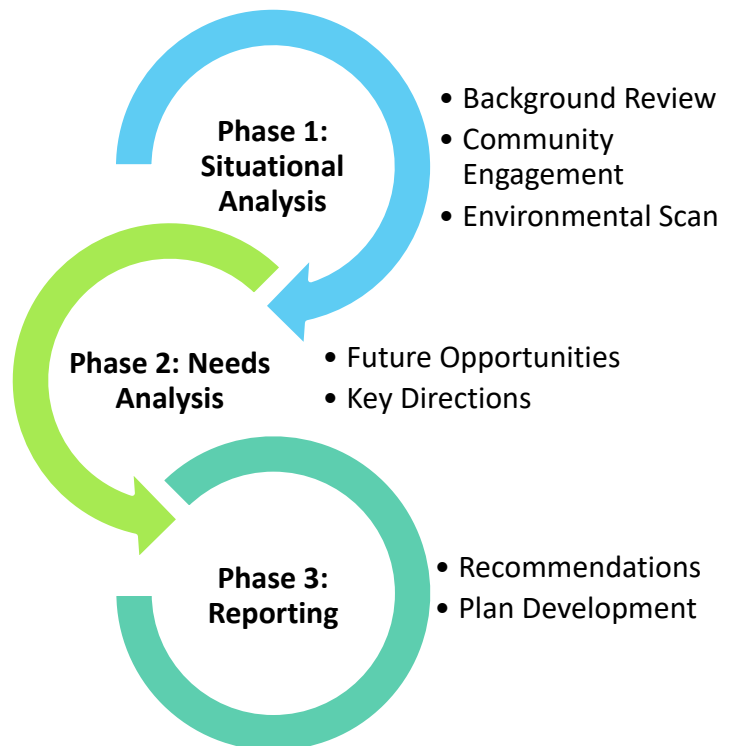 Phase 1:
Situational
Analysis
• Background Review
• Community
Engagement
• Environmental Scan
Phase 2: Needs
Analysis
• Future Opportunities
• Key Directions
Phase 3:
Reporting
• Recommendations
• Plan Development